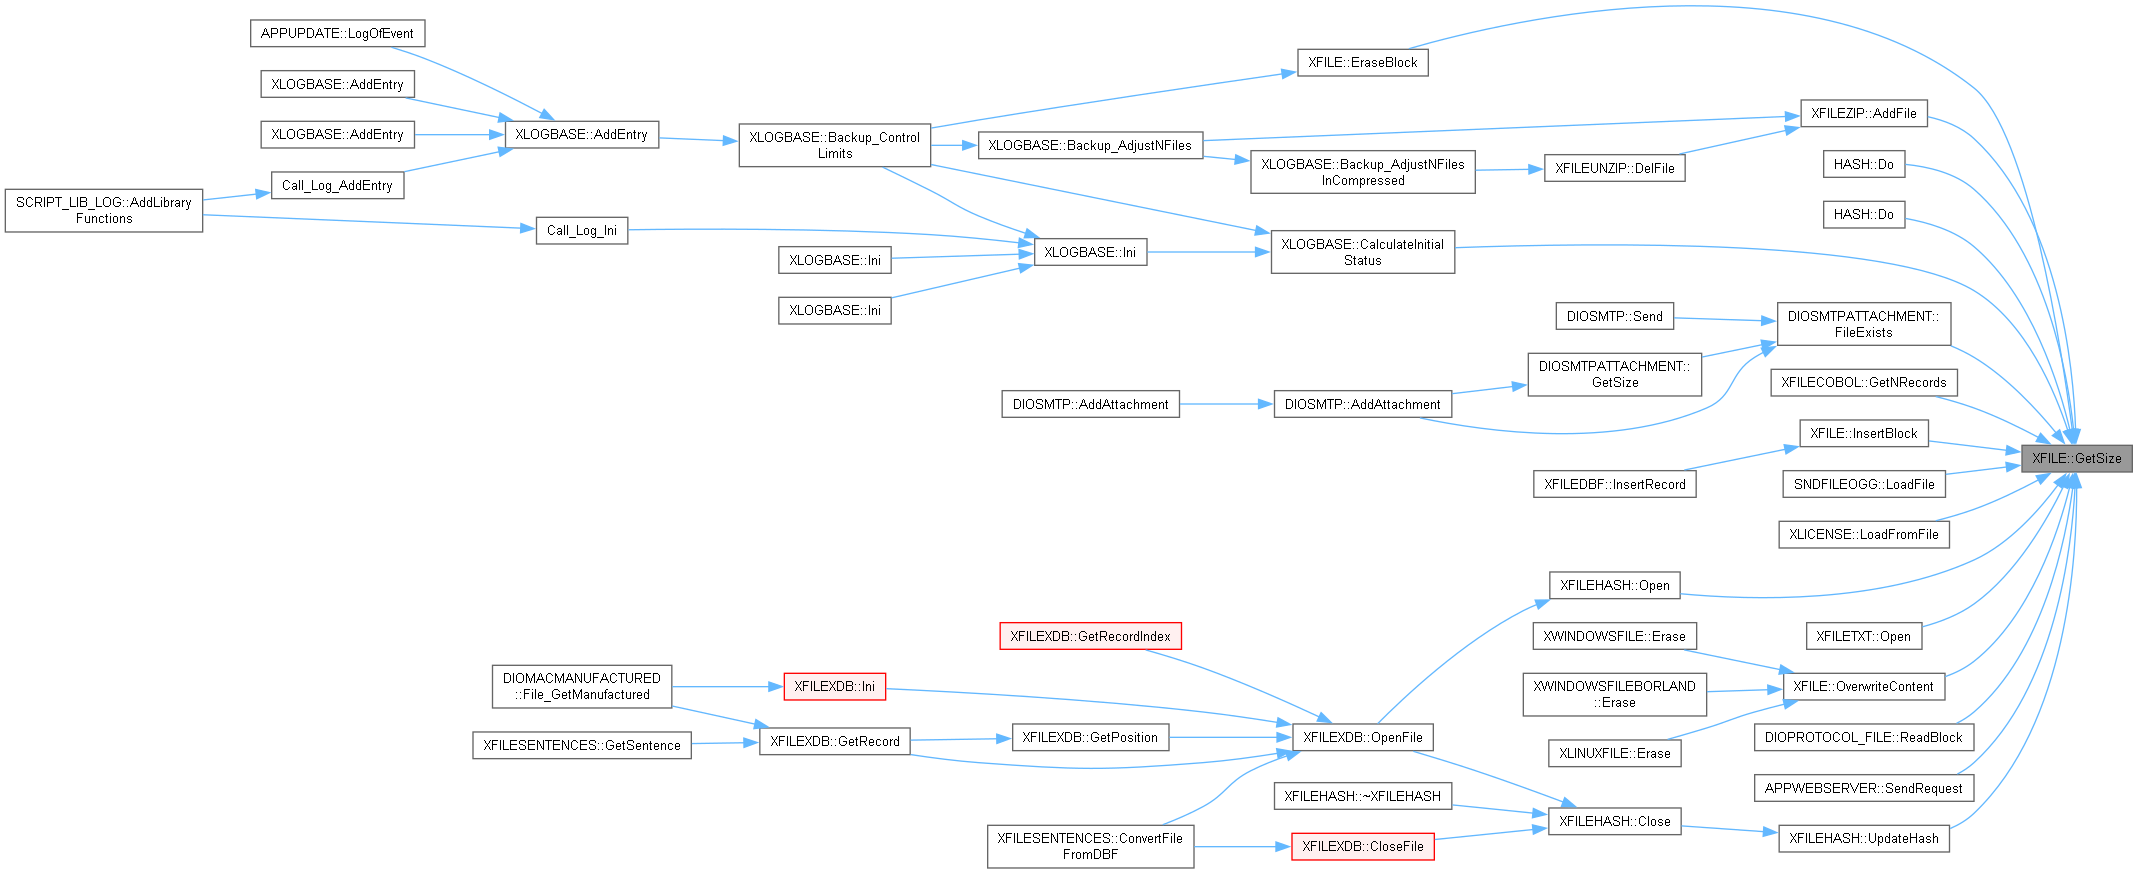 APPUPDATE::LogOfEvent
XLOGBASE::AddEntry
XLOGBASE::AddEntry
Call_Log_AddEntry
SCRIPT_LIB_LOG::AddLibrary
Functions
XLOGBASE::AddEntry
Call_Log_Ini
XLOGBASE::Ini
XLOGBASE::Ini
XLOGBASE::Backup_Control
Limits
XLOGBASE::Backup_AdjustNFiles
XLOGBASE::Ini
XFILE::EraseBlock
XLOGBASE::Backup_AdjustNFiles
InCompressed
XLOGBASE::CalculateInitial
Status
XFILEUNZIP::DelFile
XFILEZIP::AddFile
HASH::Do
HASH::Do
DIOSMTP::Send
DIOSMTPATTACHMENT::
FileExists
DIOSMTPATTACHMENT::
GetSize
DIOSMTP::AddAttachment
DIOSMTP::AddAttachment
XFILECOBOL::GetNRecords
XFILE::InsertBlock
XFILEDBF::InsertRecord
XFILE::GetSize
SNDFILEOGG::LoadFile
XLICENSE::LoadFromFile
XFILEHASH::Open
XFILETXT::Open
XFILEXDB::GetRecordIndex
XWINDOWSFILE::Erase
XWINDOWSFILEBORLAND
::Erase
XLINUXFILE::Erase
XFILE::OverwriteContent
DIOMACMANUFACTURED
::File_GetManufactured
XFILEXDB::Ini
XFILESENTENCES::GetSentence
XFILEXDB::GetRecord
XFILEXDB::GetPosition
XFILEXDB::OpenFile
DIOPROTOCOL_FILE::ReadBlock
APPWEBSERVER::SendRequest
XFILEHASH::~XFILEHASH
XFILEHASH::Close
XFILEHASH::UpdateHash
XFILESENTENCES::ConvertFile
FromDBF
XFILEXDB::CloseFile